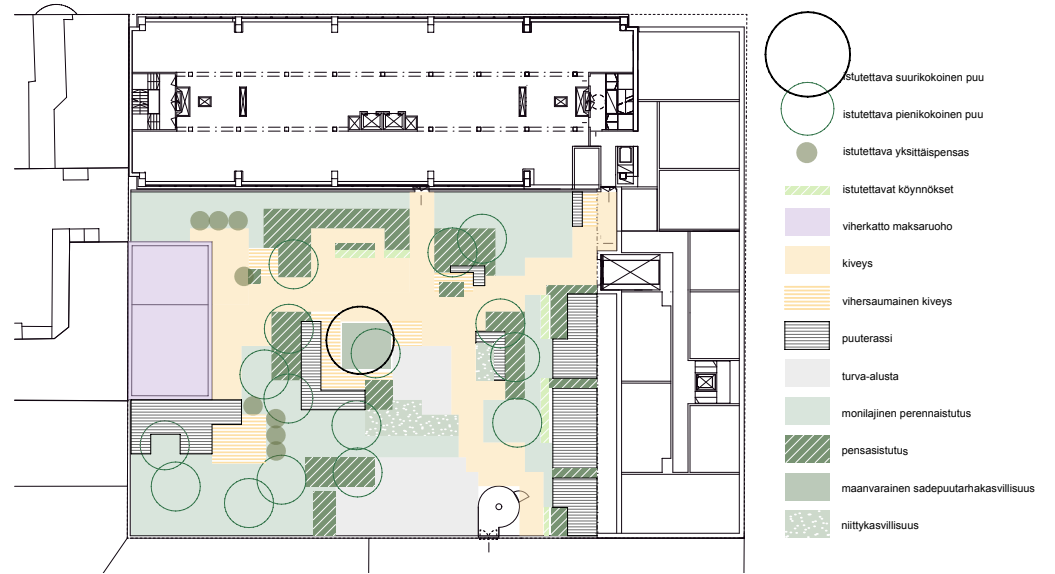 istutettava suurikokoinen puu
istutettava pienikokoinen puu
istutettava yksittäispensas
istutettavat köynnökset
viherkatto maksaruoho
kiveys
vihersaumainen kiveys
puuterassi
turva-alusta
monilajinen perennaistutus
pensasistutus
maanvarainen sadepuutarhakasvillisuus
niittykasvillisuus